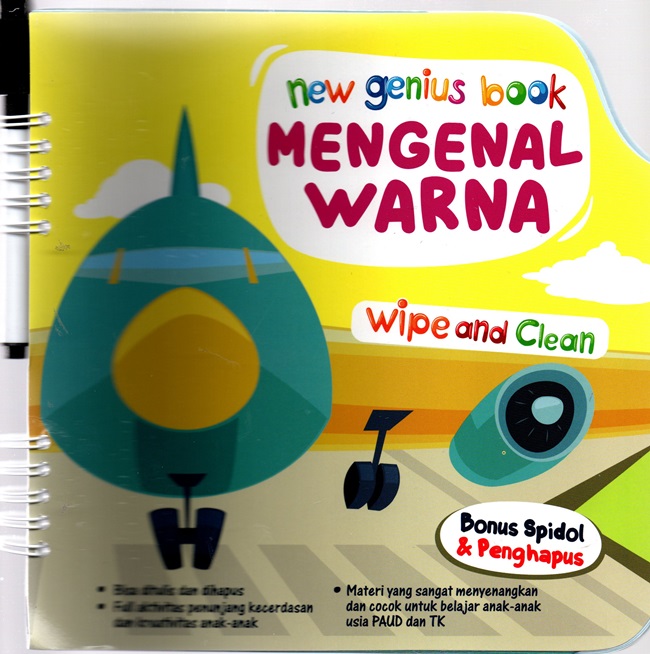 new genius book
MENGENAL
WARNA
wipe and Clean
Bonus Spidol
& Penghapus
• Bisa ditulis dan dihapus
• Full aktivitas penunjang kecerdasan
dan kreativitas anak-anak
• Materi yang sangat menyenangkan
dan cocok untuk belajar anak-anak
usia PAUD dan TK